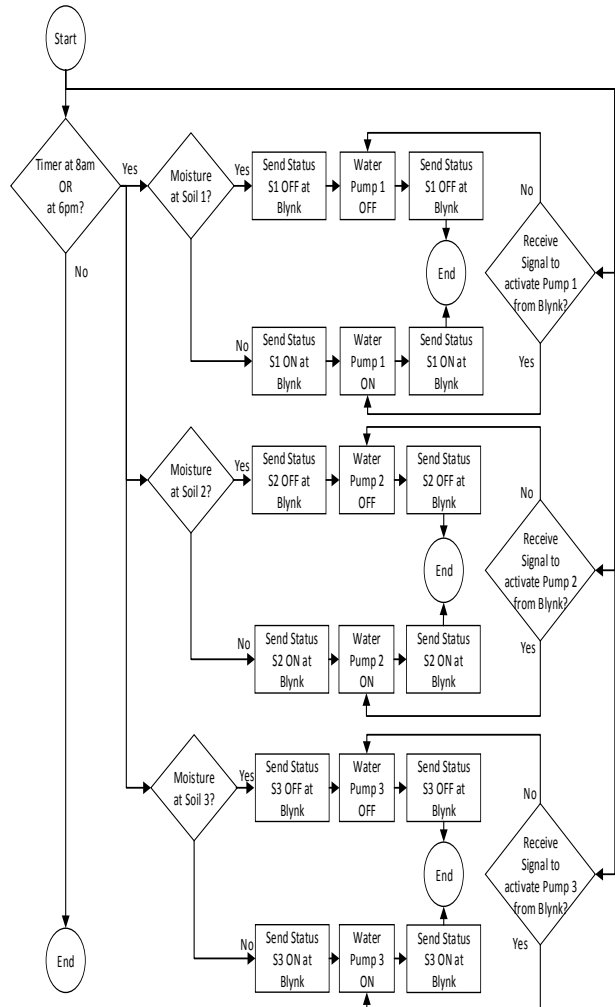 Start
Timer at 8am
OR
at 6pm?
Yes
No
Moisture
at Soil 1?
Yes
Send Status
S1 OFF at
Blynk
Water
Pump 1
OFF
Send Status
S1 OFF at
Blynk
No
Receive
Signal to
activate Pump 1
from Blynk?
Yes
End
No
Send Status
S1 ON at
Blynk
Water
Pump 1
ON
Send Status
S1 ON at
Blynk
Moisture
at Soil 2?
Yes
Send Status
S2 OFF at
Blynk
Water
Pump 2
OFF
Send Status
S2 OFF at
Blynk
No
Receive
Signal to
activate Pump 2
from Blynk?
Yes
End
No
Send Status
S2 ON at
Blynk
Water
Pump 2
ON
Send Status
S2 ON at
Blynk
Moisture
at Soil 3?
Yes
Send Status
S3 OFF at
Blynk
Water
Pump 3
OFF
Send Status
S3 OFF at
Blynk
No
Receive
Signal to
activate Pump 3
from Blynk?
Yes
End
No
Send Status
S3 ON at
Blynk
Water
Pump 3
ON
Send Status
S3 ON at
Blynk
End